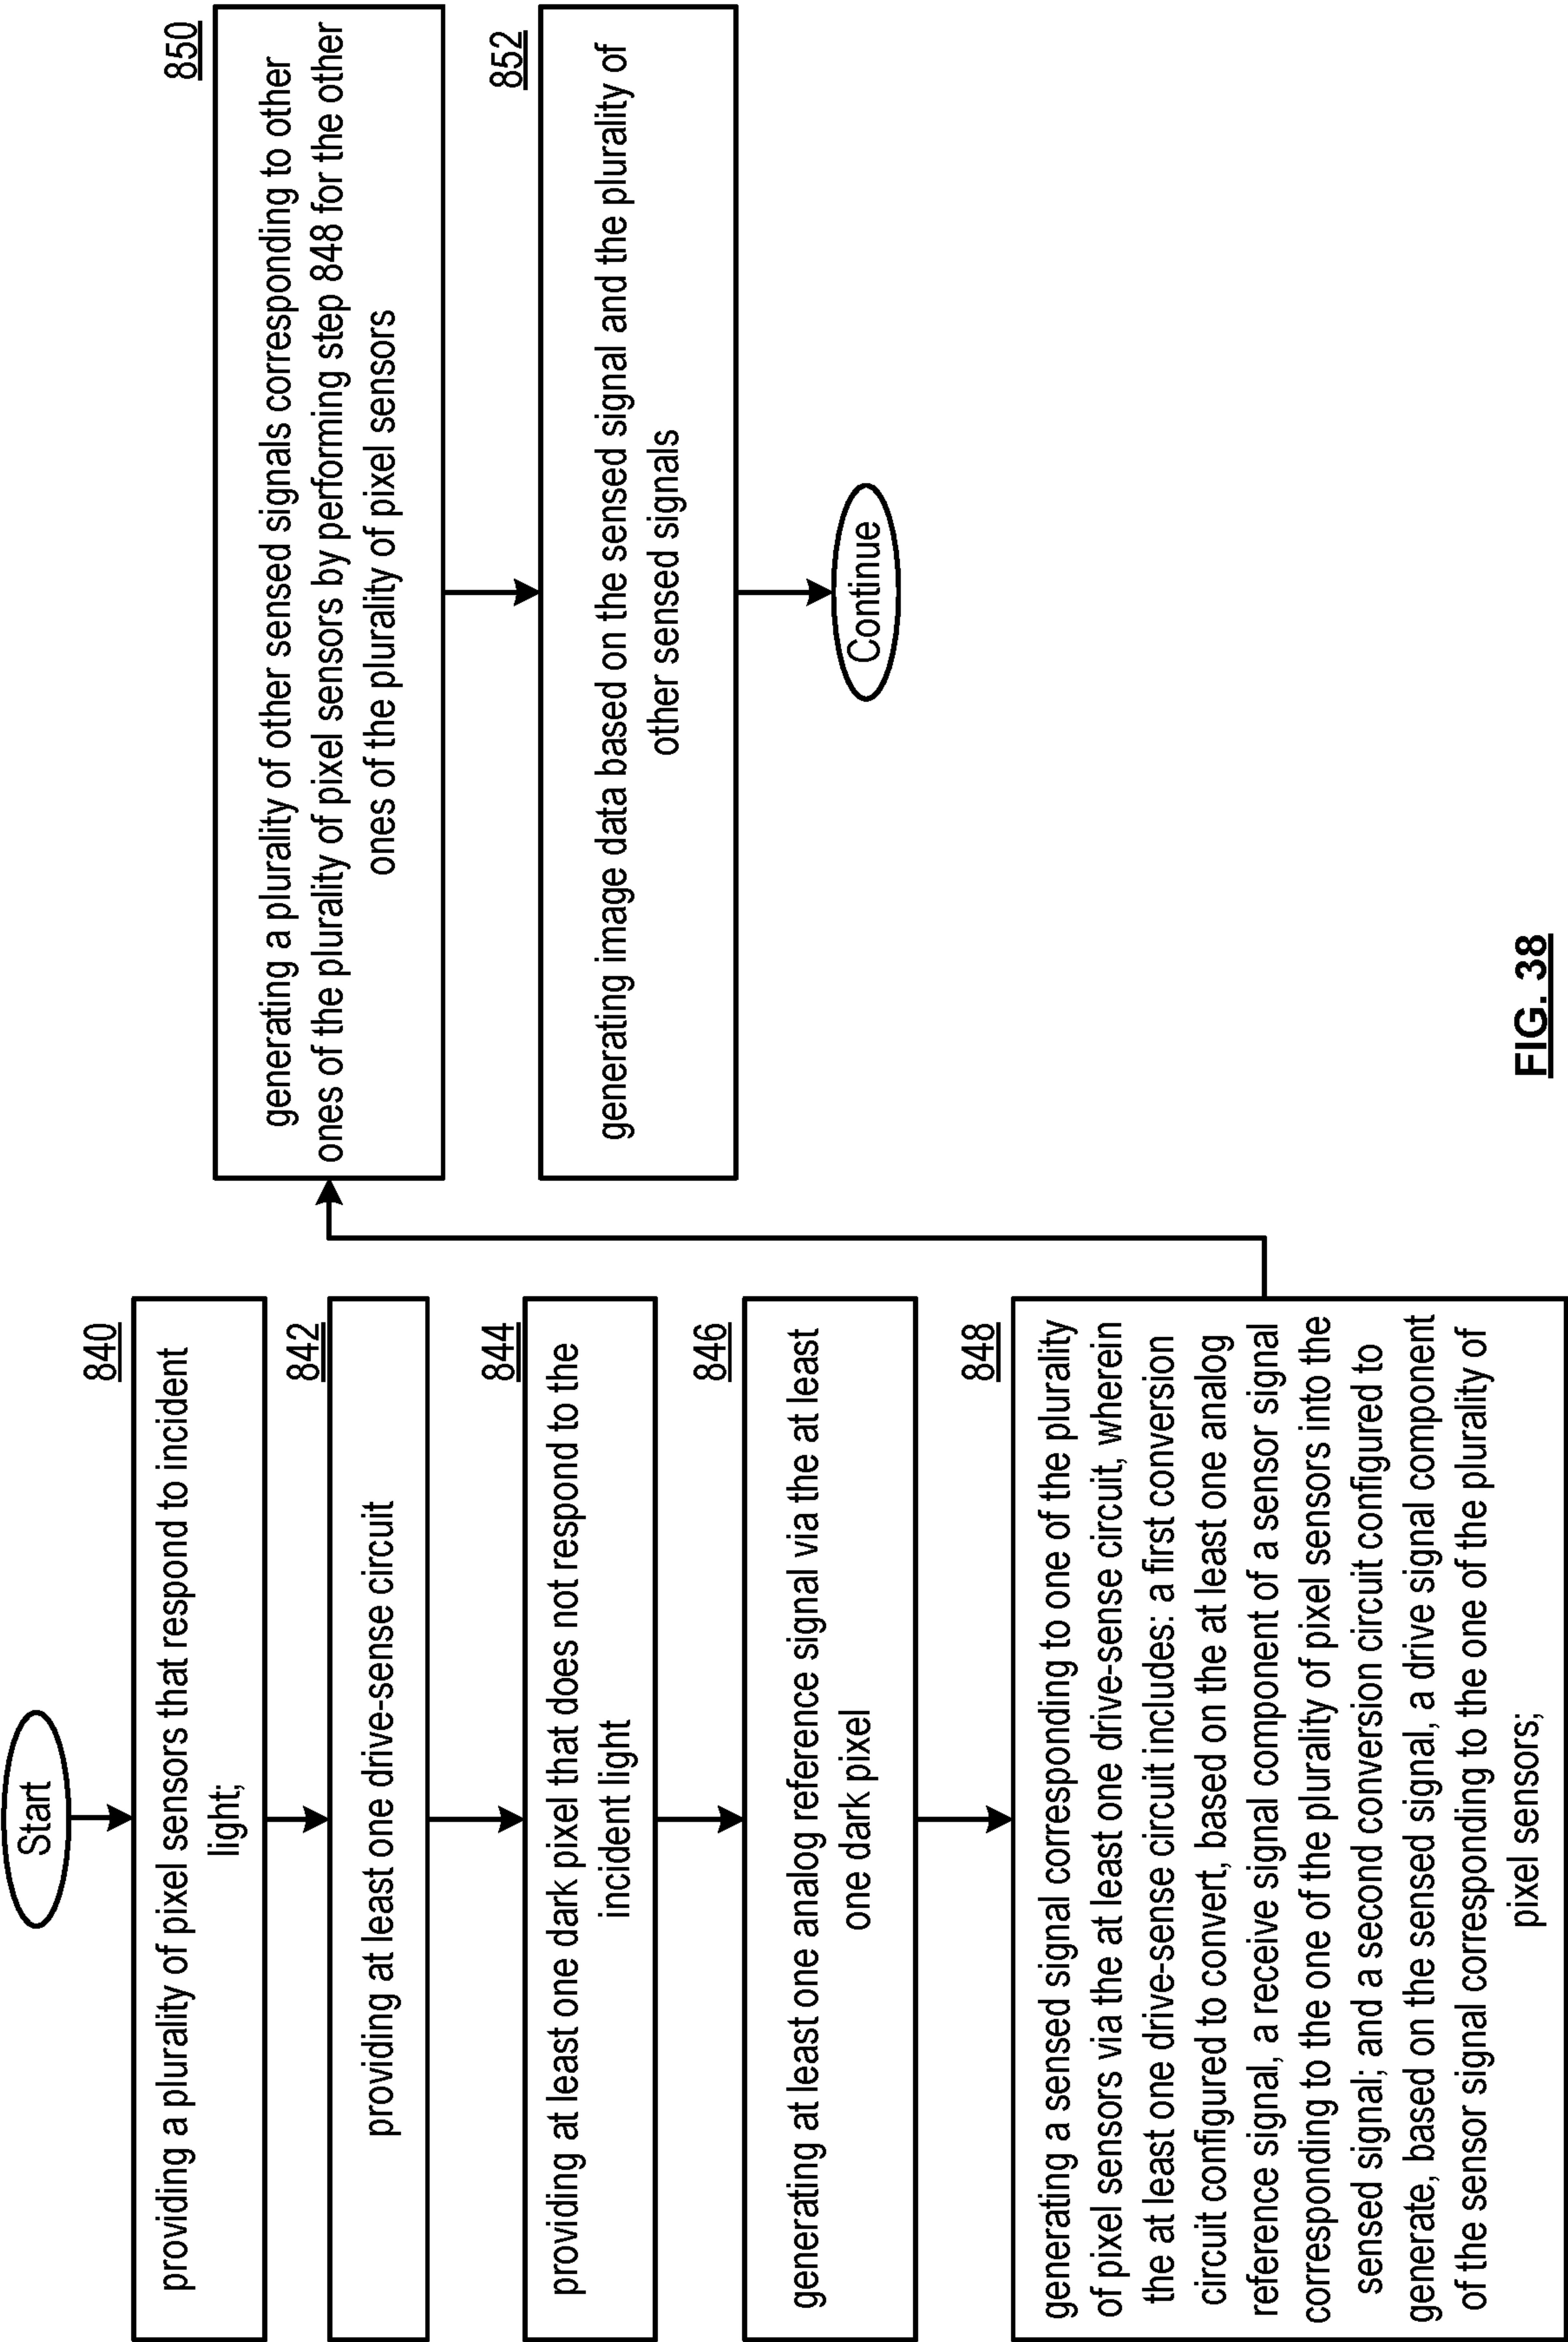 Start
840
providing a plurality of pixel sensors that respond to incident
light;
842
providing at least one drive-sense circuit
844
providing at least one dark pixel that does not respond to the
incident light
846
generating at least one analog reference signal via the at least
one dark pixel
848
generating a sensed signal corresponding to one of the plurality
of pixel sensors via the at least one drive-sense circuit, wherein
the at least one drive-sense circuit includes: a first conversion
circuit configured to convert, based on the at least one analog
reference signal, a receive signal component of a sensor signal
corresponding to the one of the plurality of pixel sensors into the
sensed signal; and a second conversion circuit configured to
generate, based on the sensed signal, a drive signal component
of the sensor signal corresponding to the one of the plurality of
pixel sensors;
850
generating a plurality of other sensed signals corresponding to other
ones of the plurality of pixel sensors by performing step 848 for the other
ones of the plurality of pixel sensors
852
generating image data based on the sensed signal and the plurality of
other sensed signals
Continue
FIG. 38